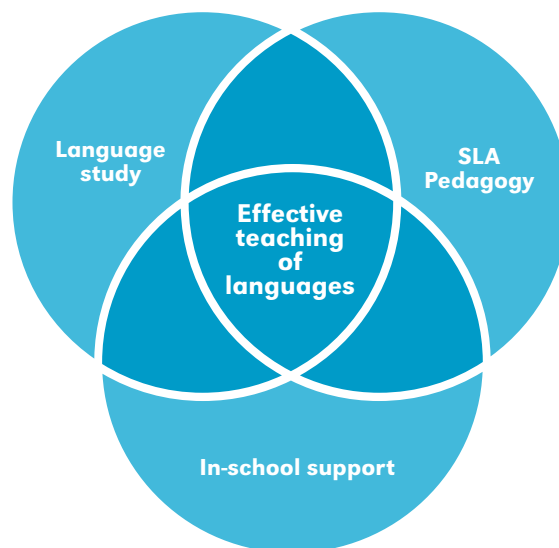 Language
study
SLA
Pedagogy
Effective
teaching
of
languages
In-school support